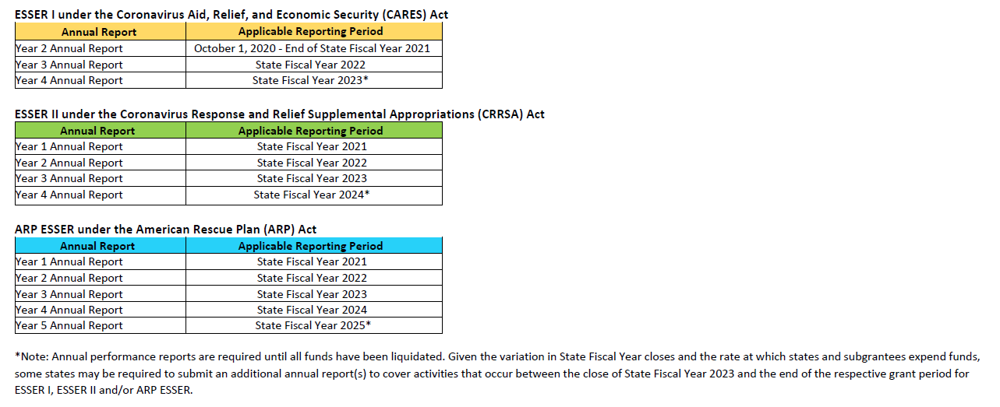 ESSER I under the Coronavirus Aid, Relief, and Economic Security (CARES) Act
Annual Report Applicable Reporting Period
Year 2 Annual Report October 1, 2020 - End of State Fiscal Year 2021
Year 3 Annual Report State Fiscal Year 2022
Year 4 Annual Report State Fiscal Year 2023*
ESSER II under the Coronavirus Response and Relief Supplemental Appropriations (CRRSA) Act
Annual Report Applicable Reporting Period
Year 1 Annual Report State Fiscal Year 2021
Year 2 Annual Report State Fiscal Year 2022
Year 3 Annual Report State Fiscal Year 2023
Year 4 Annual Report State Fiscal Year 2024*
ARP ESSER under the American Rescue Plan (ARP) Act
Annual Report Applicable Reporting Period
Year 1 Annual Report State Fiscal Year 2021
Year 2 Annual Report State Fiscal Year 2022
Year 3 Annual Report State Fiscal Year 2023
Year 4 Annual Report State Fiscal Year 2024
Year 5 Annual Report State Fiscal Year 2025*
*Note: Annual performance reports are required until all funds have been liquidated. Given the variation in State Fiscal Year closes and the rate at which states and subgrantees expend funds,
some states may be required to submit an additional annual report(s) to cover activities that occur between the close of State Fiscal Year 2023 and the end of the respective grant period for
ESSER I, ESSER II and/or ARP ESSER.